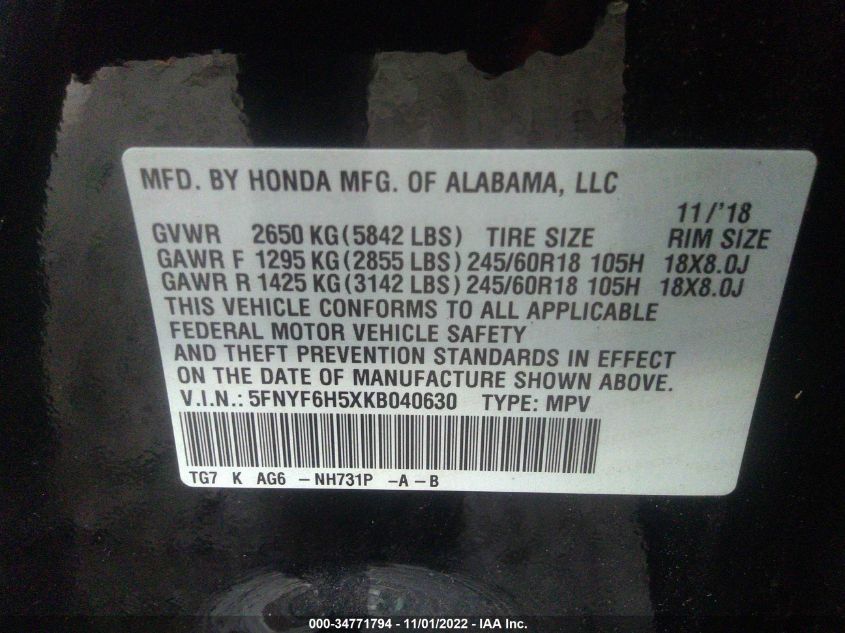 MFD. BY HONDA MFG. OF ALABAMA, LLC
11/'18
GVWR 2650 KG (5842 LBS) TIRE SIZE RIM SIZE
GAWR F 1295 KG (2855 LBS) 245/60R18 105H 18X8.0J
GAWR R 1425 KG (3142 LBS) 245/60R18 105H 18X8.0J
THIS VEHICLE CONFORMS TO ALL APPLICABLE
FEDERAL MOTOR VEHICLE SAFETY
AND THEFT PREVENTION STANDARDS IN EFFECT
ON THE DATE OF MANUFACTURE SHOWN ABOVE.
V.I.N.: 5FNYF6H5XKB040630 TYPE: MPV
TG7 K AG6 – NH731P -A – B
000-34771794 - 11/01/2022 - IAA Inc.